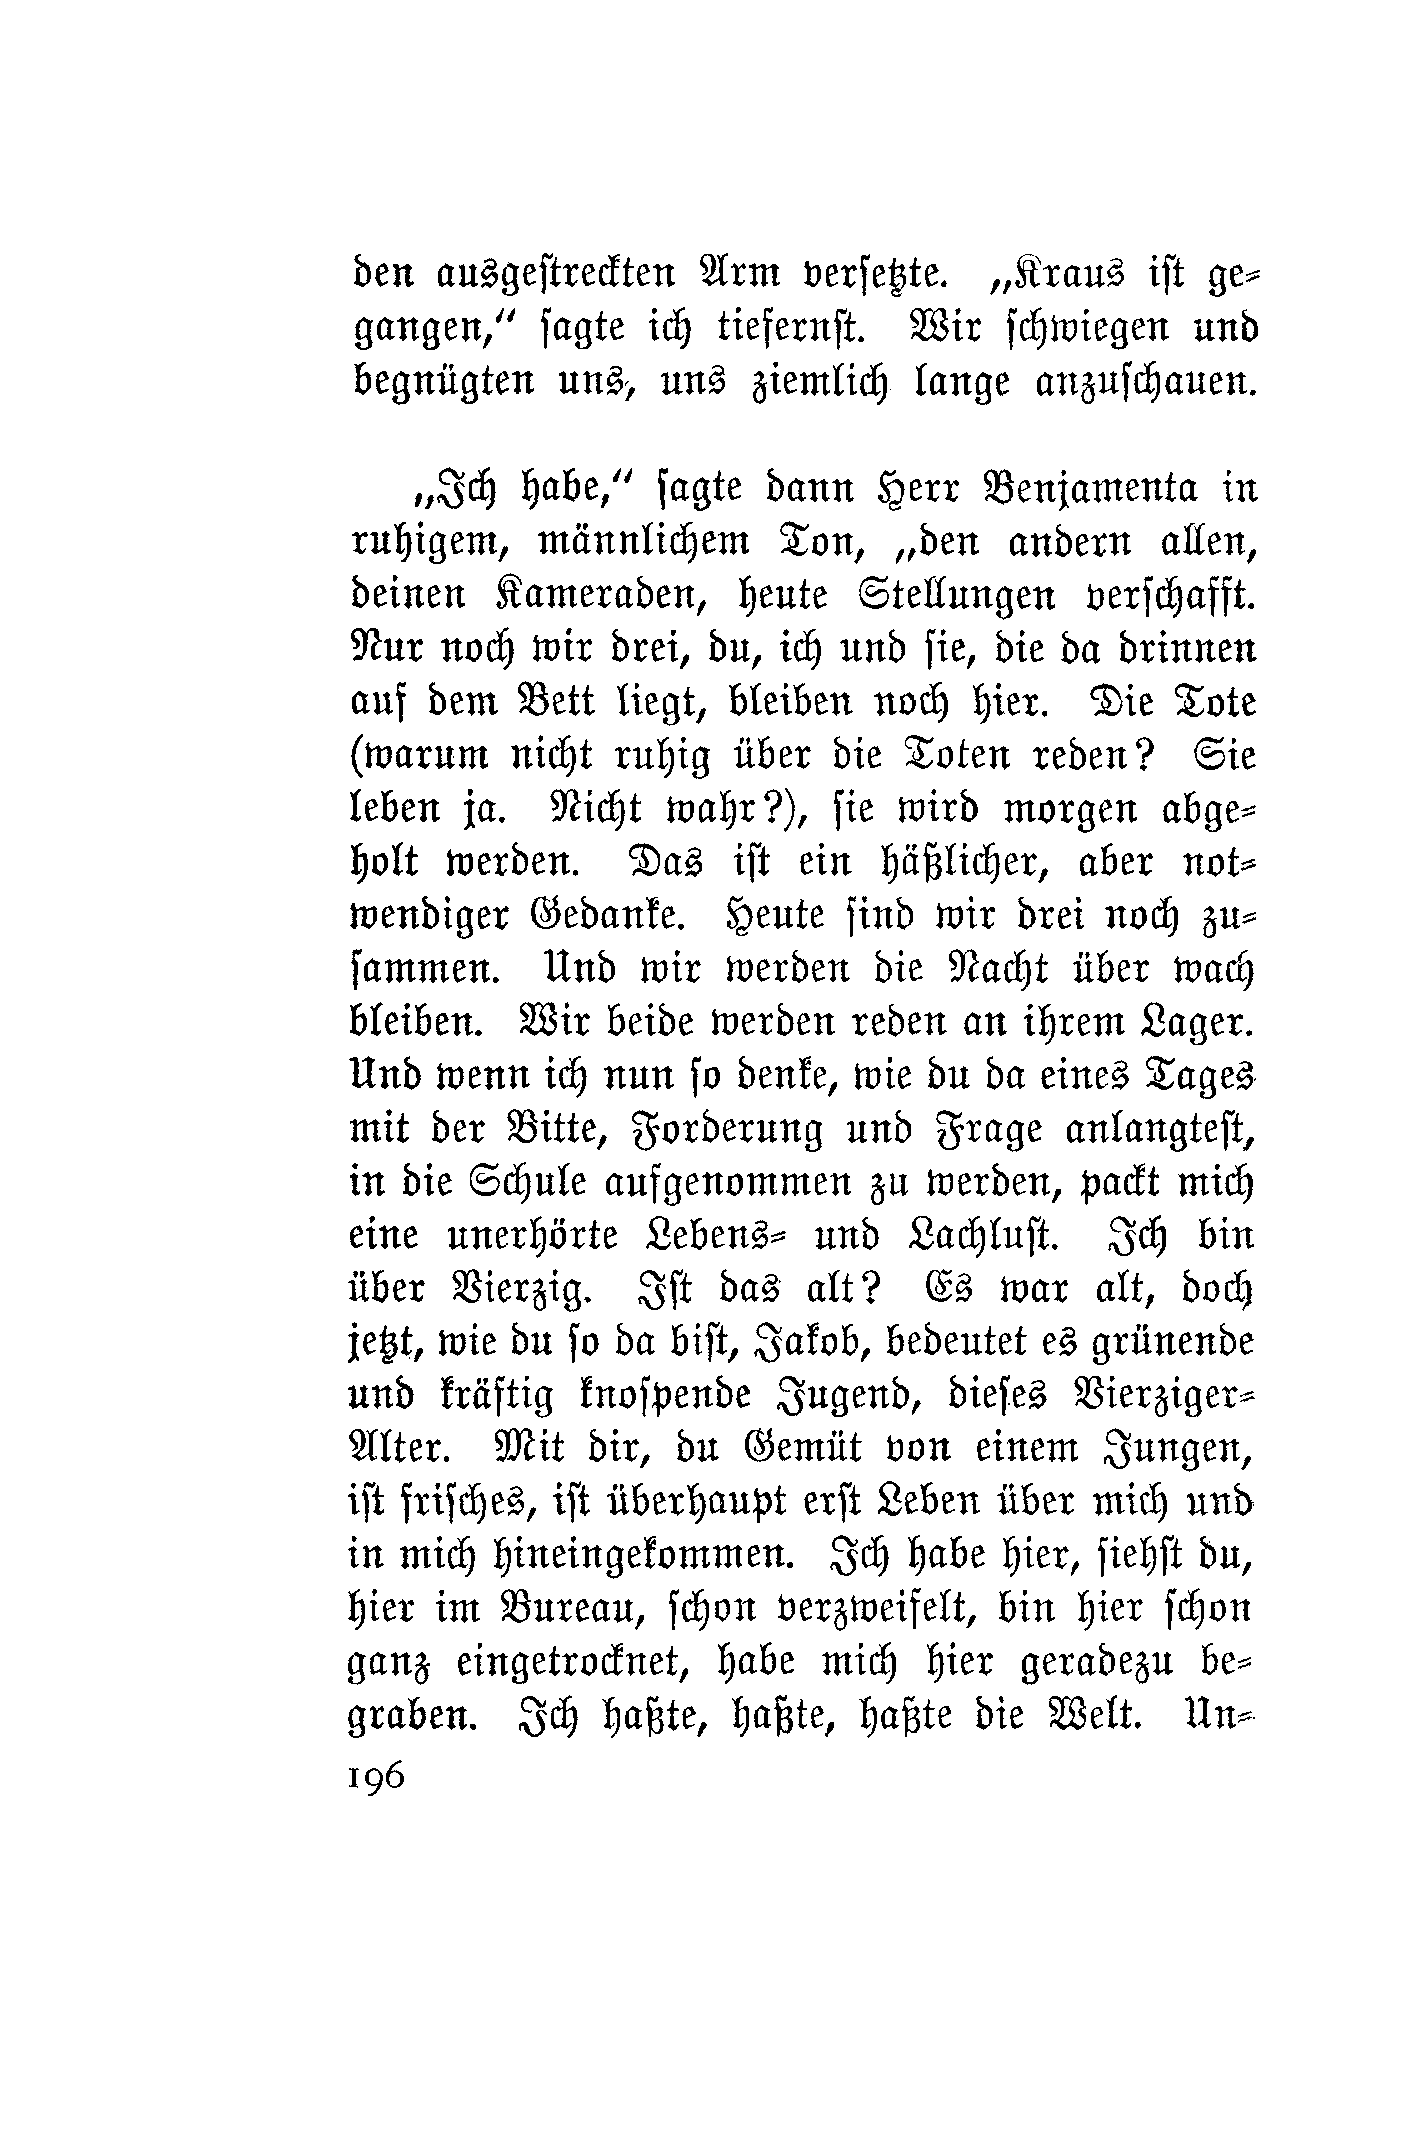 den ausgestreckten Arm versetzte. „Kraus ist ge-
gangen,“ sagte ich tiefernst. Wir schwiegen und
begnügten uns, uns ziemlich lange anzuschauen.
„Ich habe,“ sagte dann Herr Benjamenta in
ruhigem, männlichem Ton, „den andern allen,
deinen Kameraden, heute Stellungen verschafft.
Nur noch wir drei, du, ich und sie, die da drinnen
auf dem Bett liegt, bleiben noch hier. Die Tote
(warum nicht ruhig über die Toten reden? Sie
leben ja. Nicht wahr?), sie wird morgen abge-
holt werden. Das ist ein häßlicher, aber not-
wendiger Gedanke. Heute sind wir drei noch zu-
sammen. Und wir werden die Nacht über wach
bleiben. Wir beide werden reden an ihrem Lager.
Und wenn ich nun so denke, wie du da eines Tages
mit der Bitte, Forderung und Frage anlangtest,
in die Schule aufgenommen zu werden, packt mich
eine unerhörte Lebens- und Lachlust. Ich bin
über Vierzig. Ist das alt? Es war alt, doch
jetzt, wie du so da bist, Jakob, bedeutet es grünende
und kräftig knospende Jugend, dieses Vierziger-
Alter. Mit dir, du Gemüt von einem Jungen,
ist frisches, ist überhaupt erst Leben über mich und
in mich hineingekommen. Ich habe hier, siehst du,
hier im Bureau, schon verzweifelt, bin hier schon
ganz eingetrocknet, habe mich hier geradezu be-
graben. Ich haßte, haßte, haßte die Welt. Un-
196